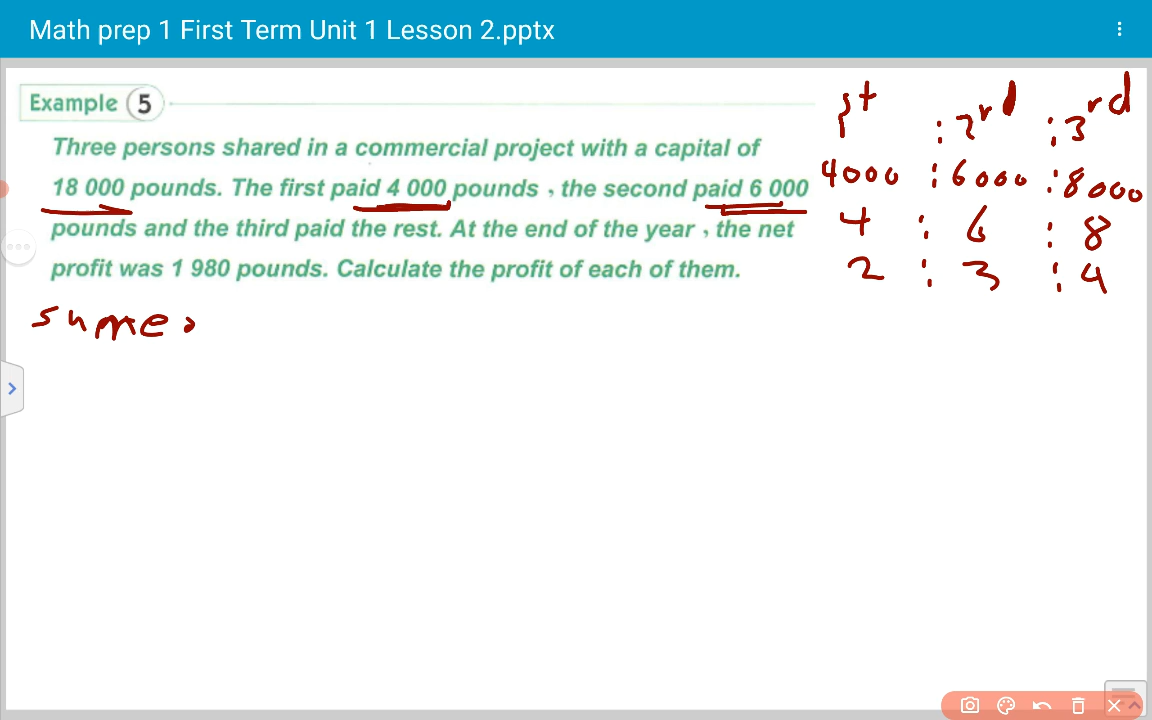 Math prep 1 First Term Unit 1 Lesson 2.pptx
Example 5
Three persons shared in a commercial project with a capital of
18 000 pounds. The first paid 4 000 pounds , the second paid 6 000
pounds and the third paid the rest. At the end of the year , the net
profit was 1 980 pounds. Calculate the profit of each of them.
st : 2rd : 3rd
4000 : 6000 : 8000
4 : 6 : 8
2 : 3 : 4